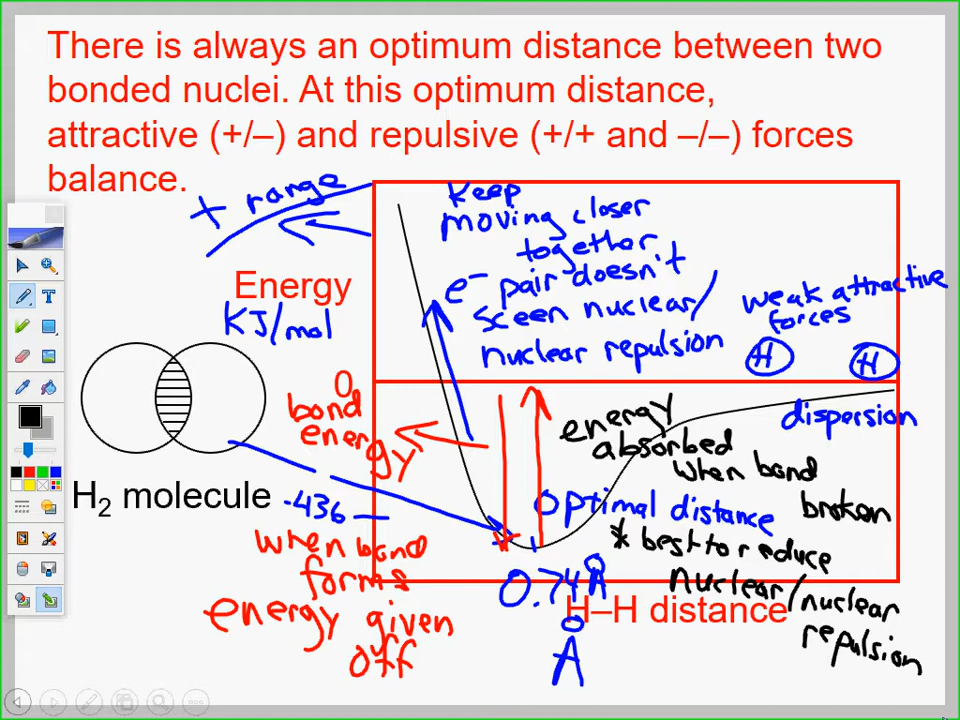 There is always an optimum distance between two
bonded nuclei. At this optimum distance,
attractive (+/–) and repulsive (+/+ and –/–) forces
balance.
+ range
Energy
KJ/mol
keep
moving closer
together
e– pair doesn't
sceen nuclear/
nuclear repulsion
weak attractive
forces
H H
0
bond
energy
energy
absorbed
when bond
broken
dispersion
H2 molecule
-436
optimal distance
* best to reduce
nuclear/nuclear
repulsion
when bond
forms
energy given
off
0.74 Å
H–H distance
Å